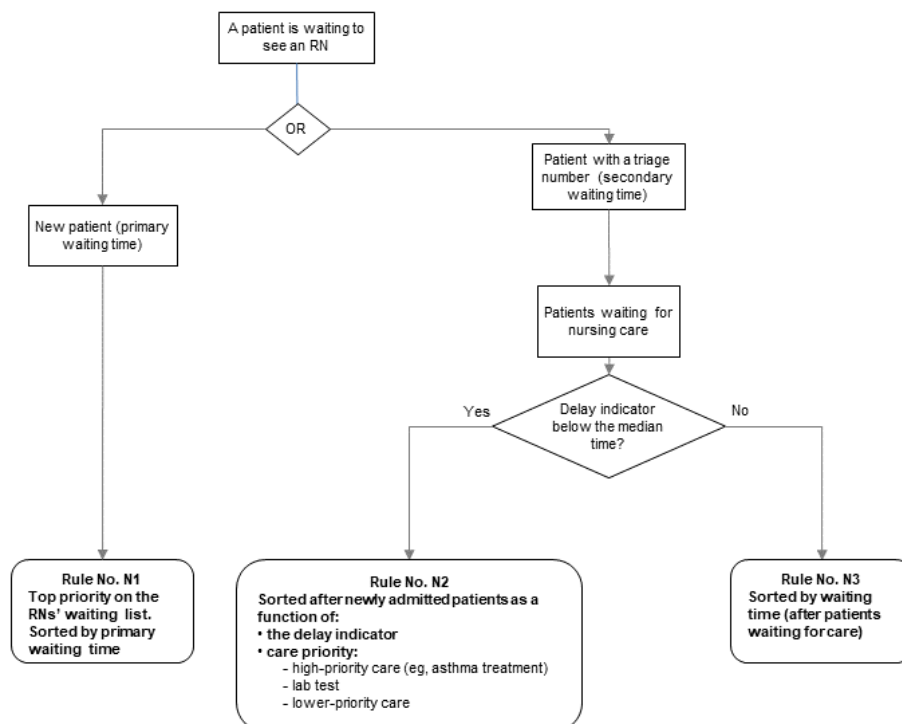 A patient is waiting to
see an RN
OR
Patient with a triage
number (secondary
waiting time)
New patient (primary
waiting time)
Patients waiting for
nursing care
Yes
Delay indicator
below the median
time?
No
Rule No. N1
Top priority on the
RNs' waiting list.
Sorted by primary
waiting time
Rule No. N2
Sorted after newly admitted patients as a
function of:
• the delay indicator
• care priority:
– high-priority care (eg, asthma treatment)
– lab test
– lower-priority care
Rule No. N3
Sorted by waiting
time (after patients
waiting for care)